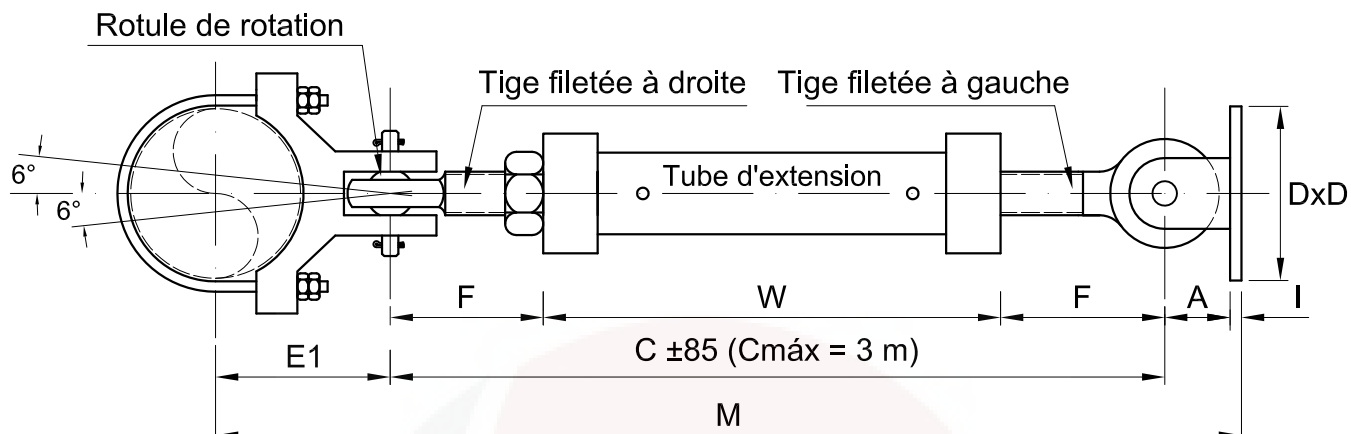 Rotule de rotation
Tige filetée à droite
Tige filetée à gauche
6°
6°
Tube d'extension
DxD
F
W
F
A
I
E1
C ±85 (Cmáx = 3 m)
M